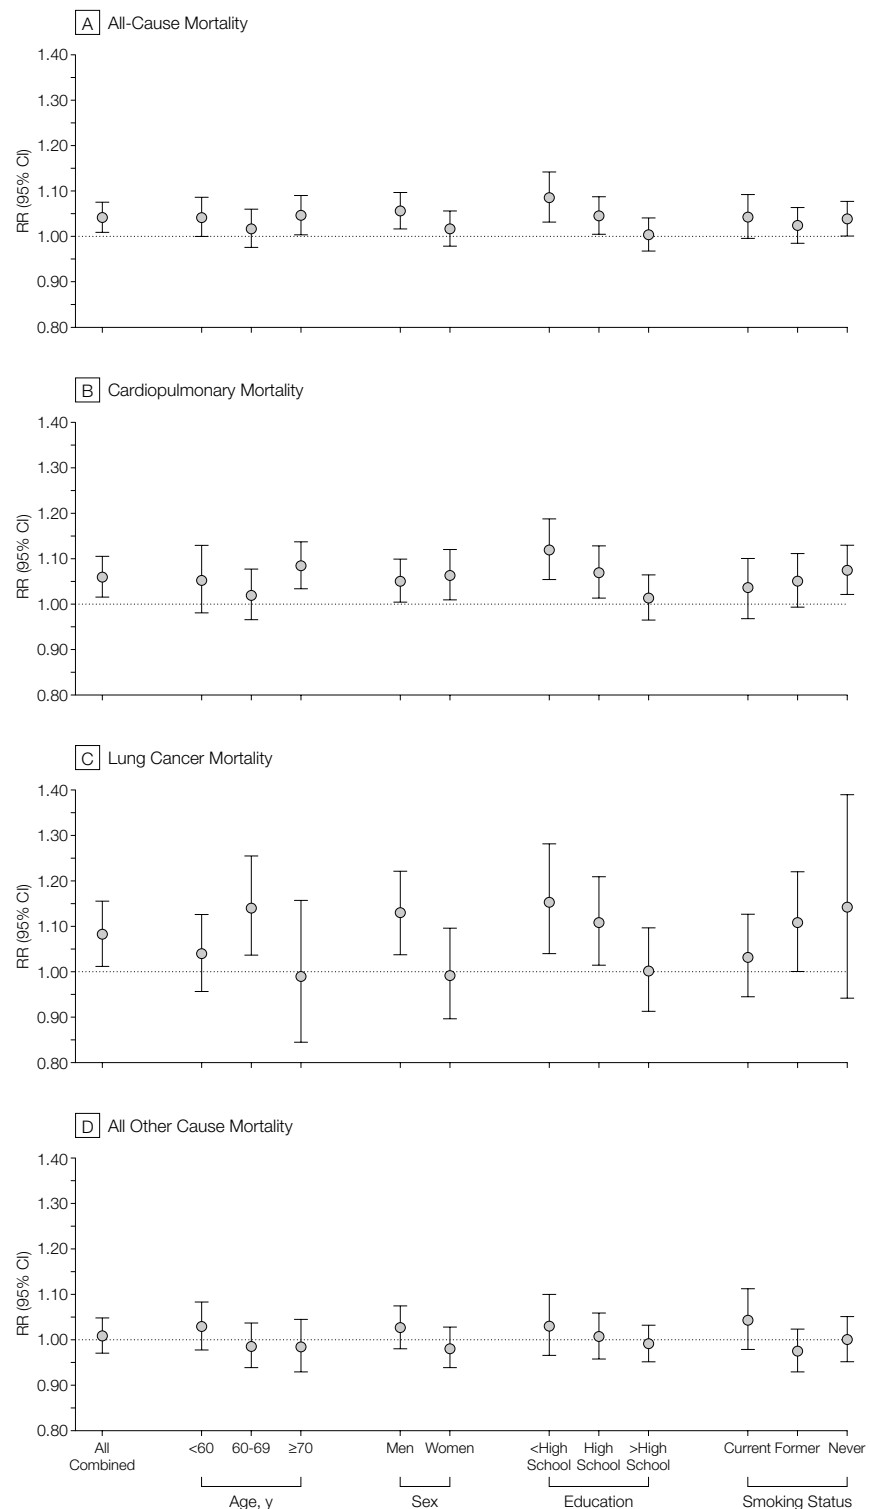 A All-Cause Mortality
1.40
1.30
1.20
1.10
1.00
0.90
0.80
RR (95% CI)
B Cardiopulmonary Mortality
1.40
1.30
1.20
1.10
1.00
0.90
0.80
RR (95% CI)
C Lung Cancer Mortality
1.40
1.30
1.20
1.10
1.00
0.90
0.80
RR (95% CI)
D All Other Cause Mortality
1.40
1.30
1.20
1.10
1.00
0.90
0.80
RR (95% CI)
All <60 60-69 ≥70 Men Women <High High >High Current Former Never
Combined School School School
Age, y Sex Education Smoking Status